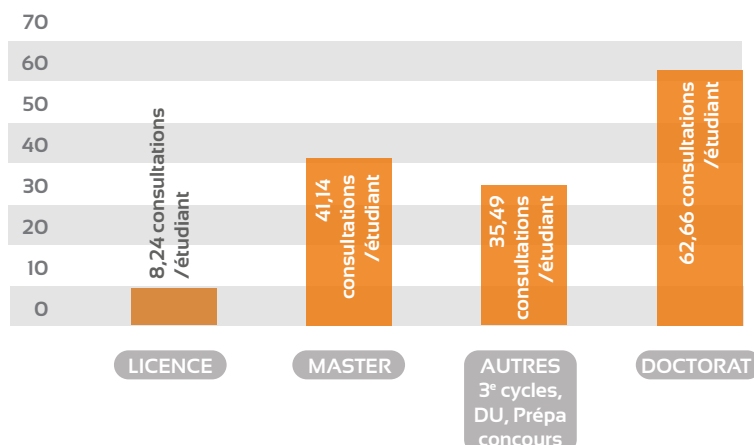 70
60
50
40
30
20
10
0
8,24 consultations
/étudiant
41,14
consultations
/étudiant
35,49
consultations
/étudiant
62,66 consultations
/étudiant
LICENCE
MASTER
AUTRES
3e cycles,
DU, Prépa
concours
DOCTORAT